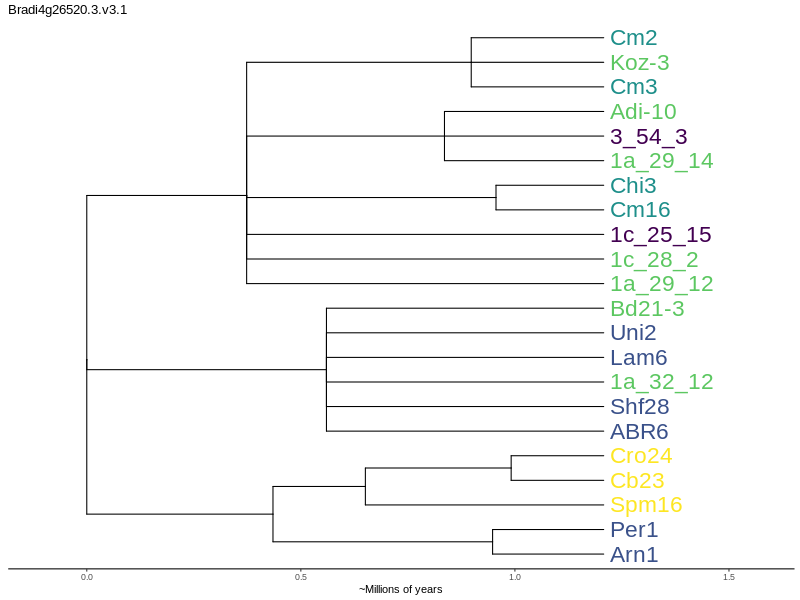 Bradi4g26520.3.v3.1
Cm2
Koz-3
Cm3
Adi-10
3_54_3
1a_29_14
Chi3
Cm16
1c_25_15
1c_28_2
1a_29_12
Bd21-3
Uni2
Lam6
1a_32_12
Shf28
ABR6
Cro24
Cb23
Spm16
Per1
Arn1
0.0 0.5 1.0 1.5
~Millions of years